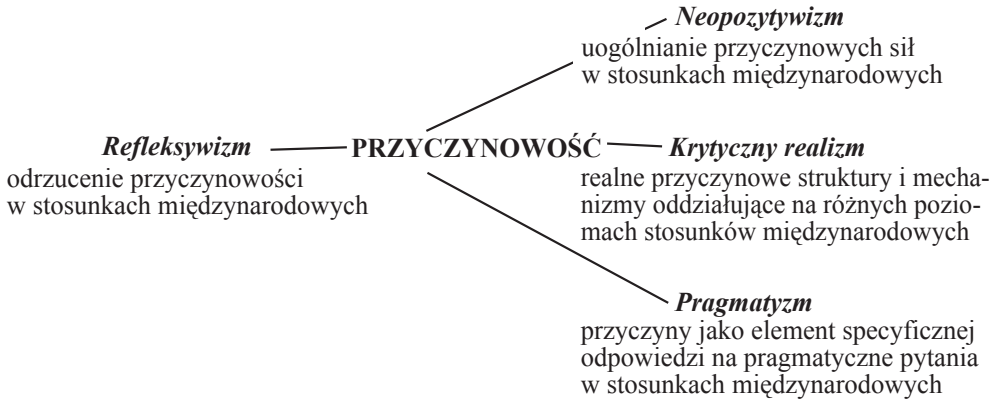 Neopozytywizm
uogólnianie przyczynowych sił
w stosunkach międzynarodowych
Refleksywizm
odrzucenie przyczynowości
w stosunkach międzynarodowych
PRZYCZYNOWOŚĆ
Krytyczny realizm
realne przyczynowe struktury i mecha-
nizmy oddziałujące na różnych pozio-
mach stosunków międzynarodowych
Pragmatyzm
przyczyny jako element specyficznej
odpowiedzi na pragmatyczne pytania
w stosunkach międzynarodowych